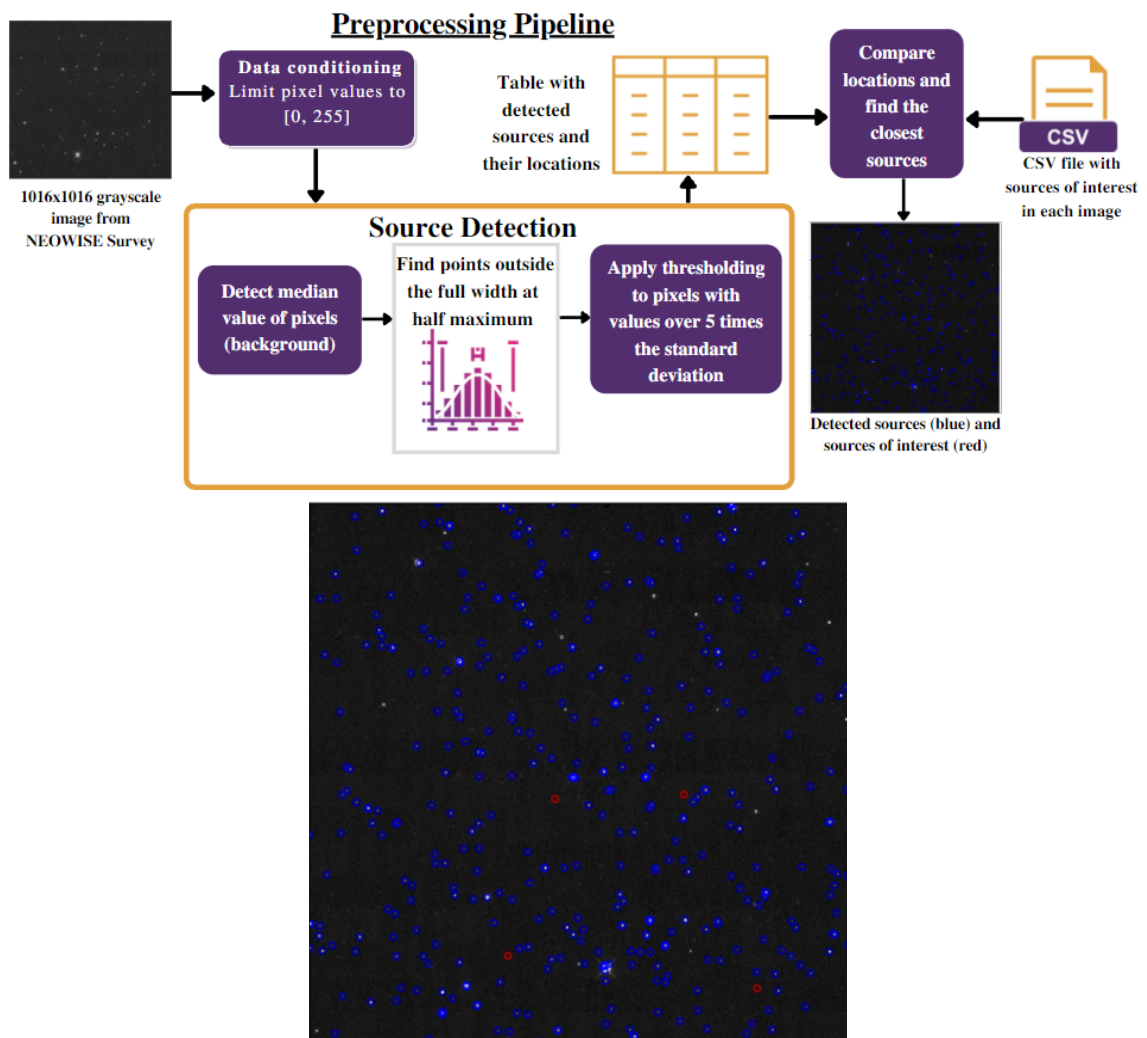 Preprocessing Pipeline
1016x1016 grayscale
image from
NEOWISE Survey
Data conditioning
Limit pixel values to
[0, 255]
Source Detection
Detect median
value of pixels
(background)
Find points outside
the full width at
half maximum
Apply thresholding
to pixels with
values over 5 times
the standard
deviation
Table with
detected
sources and
their locations
Compare
locations and
find the
closest
sources
CSV
CSV file with
sources of interest
in each image
Detected sources (blue) and
sources of interest (red)